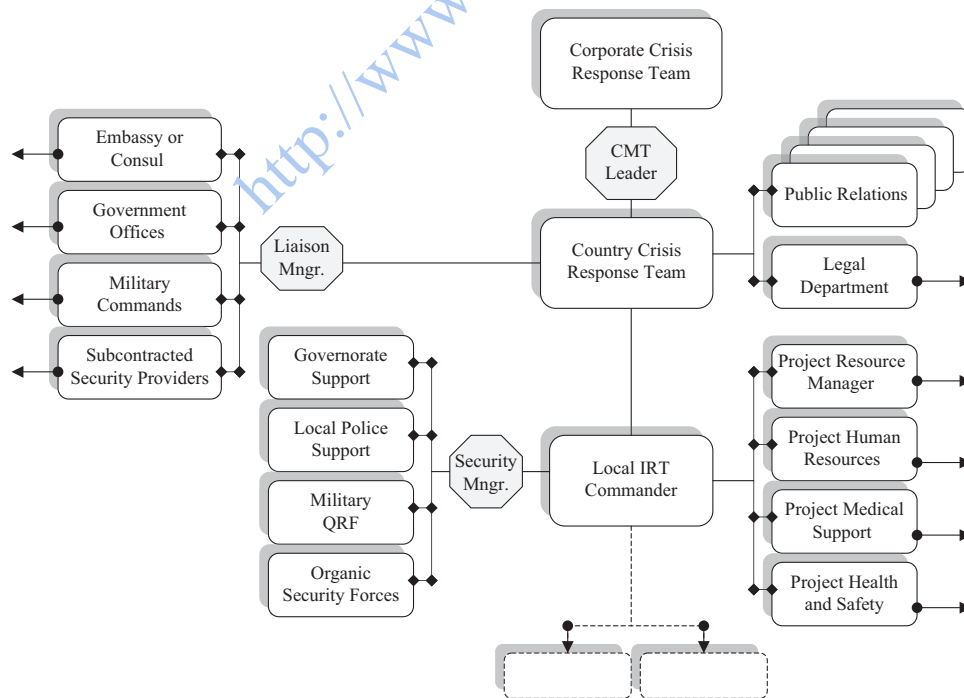 http://www
Corporate Crisis
Response Team
CMT
Leader
Embassy or
Consul
Government
Offices
Military
Commands
Subcontracted
Security Providers
Liaison
Mngr.
Country Crisis
Response Team
Public Relations
Legal
Department
Governorate
Support
Local Police
Support
Military
QRF
Organic
Security Forces
Security
Mngr.
Local IRT
Commander
Project Resource
Manager
Project Human
Resources
Project Medical
Support
Project Health
and Safety